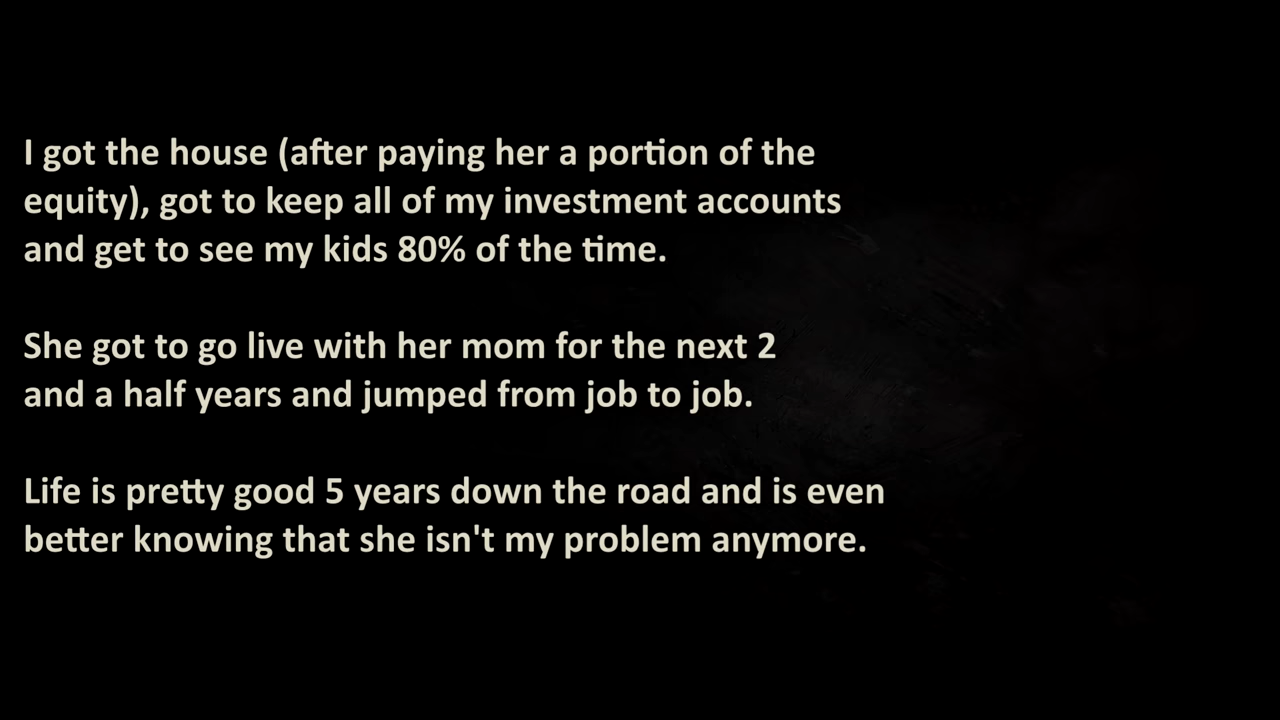 I got the house (after paying her a portion of the
equity), got to keep all of my investment accounts
and get to see my kids 80% of the time.
She got to go live with her mom for the next 2
and a half years and jumped from job to job.
Life is pretty good 5 years down the road and is even
better knowing that she isn't my problem anymore.